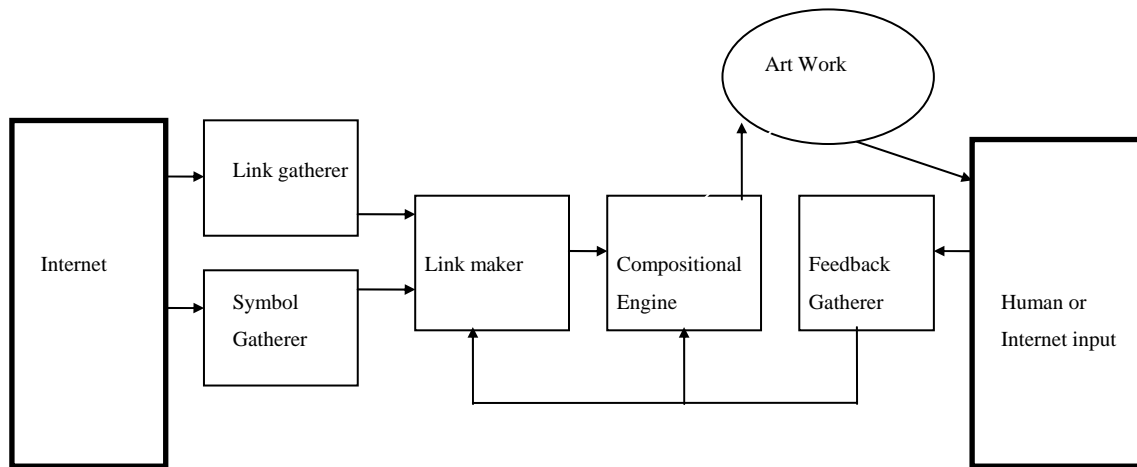 Art Work
Link gatherer
Internet
Symbol
Gatherer
Link maker
Compositional
Engine
Feedback
Gatherer
Human or
Internet input